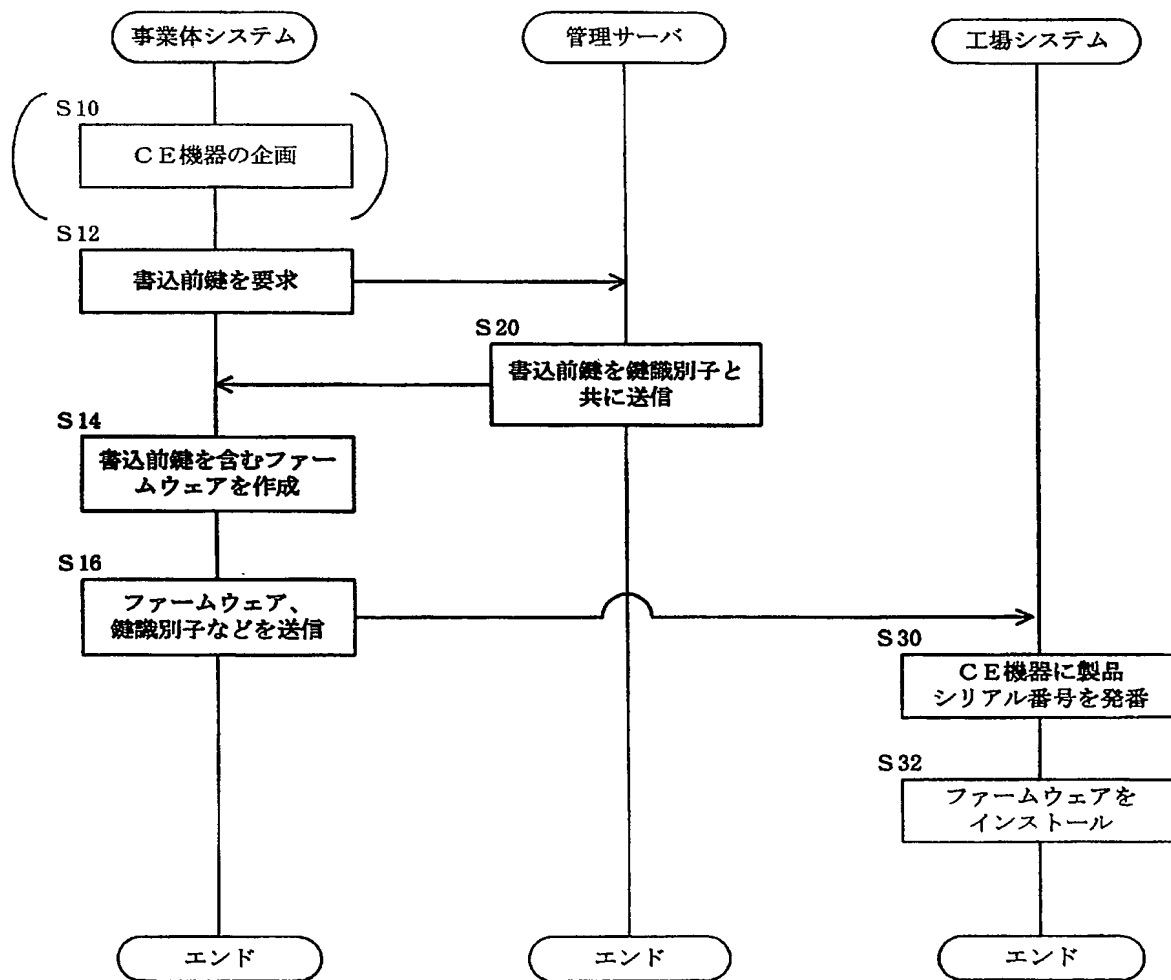 事業体システム
管理サーバ
工場システム
S10
CE機器の企画
S12
書込前鍵を要求
S20
書込前鍵を鍵識別子と
共に送信
S14
書込前鍵を含むファー
ムウェアを作成
S16
ファームウェア、
鍵識別子などを送信
S30
CE機器に製品
シリアル番号を発番
S32
ファームウェアを
インストール
エンド
エンド
エンド